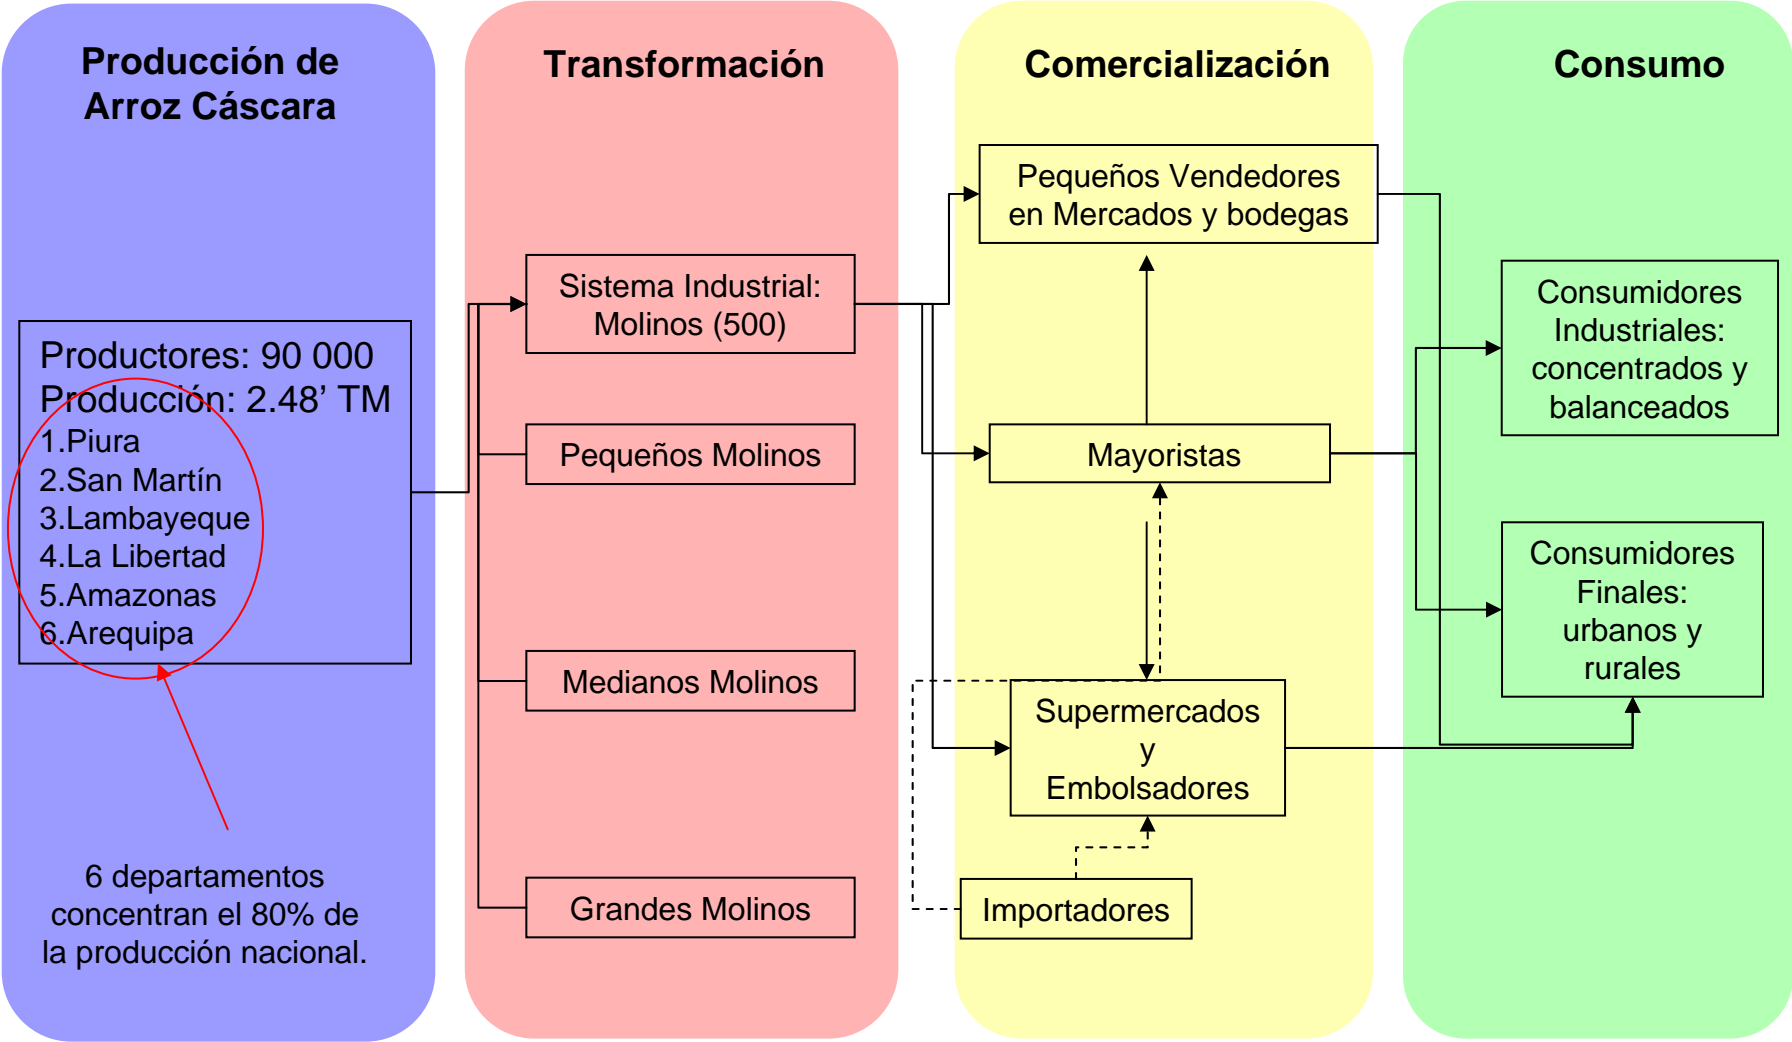 Producción de
Arroz Cáscara
Productores: 90 000
Producción: 2.48’ TM
1.Piura
2.San Martín
3.Lambayeque
4.La Libertad
5.Amazonas
6.Arequipa
6 departamentos
concentran el 80% de
la producción nacional.
Transformación
Sistema Industrial:
Molinos (500)
Pequeños Molinos
Medianos Molinos
Grandes Molinos
Comercialización
Pequeños Vendedores
en Mercados y bodegas
Mayoristas
Supermercados
y
Embolsadores
Importadores
Consumo
Consumidores
Industriales:
concentrados y
balanceados
Consumidores
Finales:
urbanos y
rurales